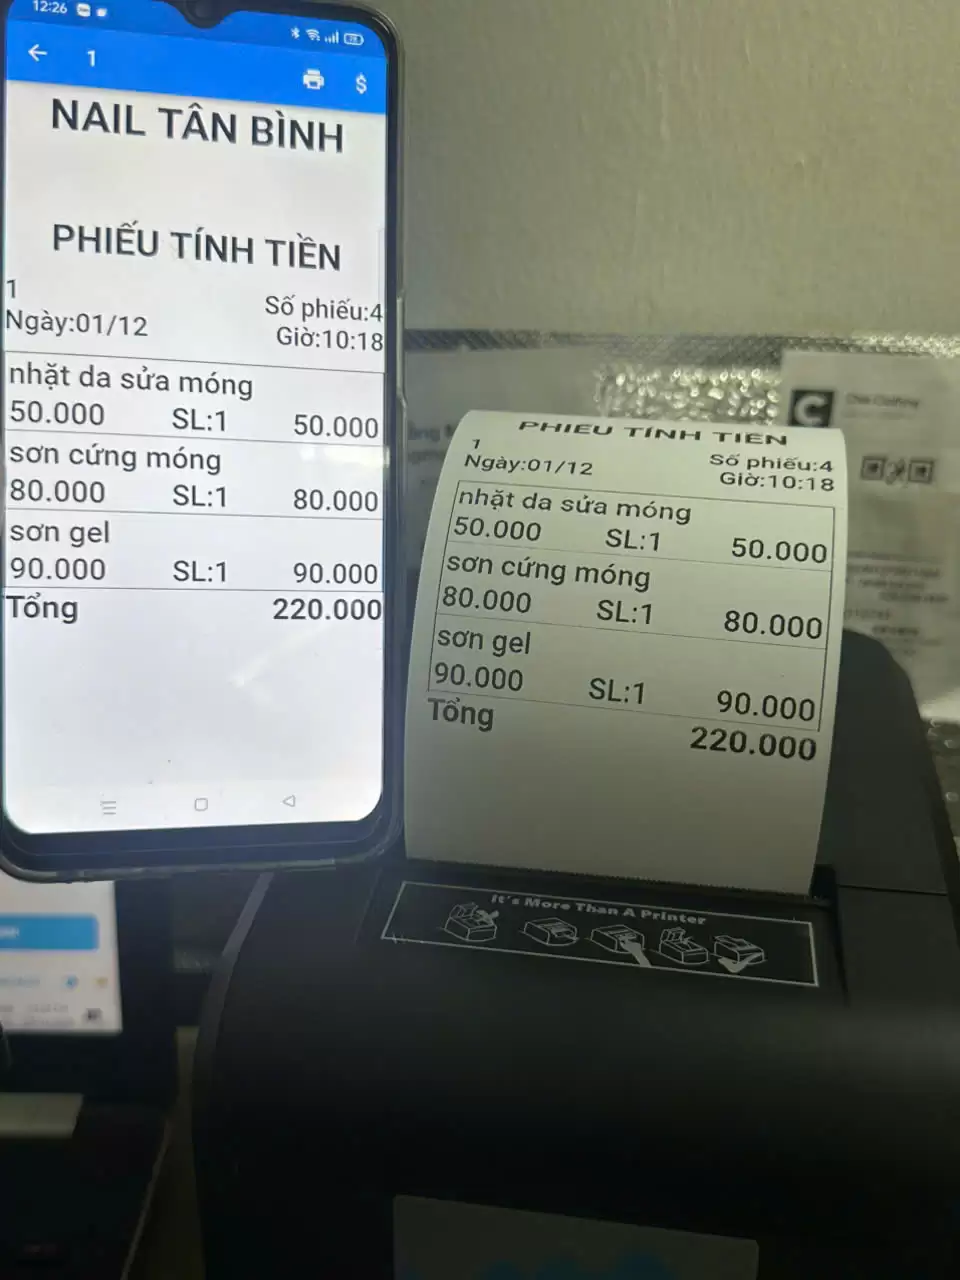 12:26
1
$
NAIL TÂN BÌNH
PHIẾU TÍNH TIỀN
1
Số phiếu:4
Ngày:01/12
Giờ:10:18
nhặt da sửa móng
50.000 SL:1 50.000
sơn cứng móng
80.000 SL:1 80.000
sơn gel
90.000 SL:1 90.000
Tổng 220.000
PHIẾU TÍNH TIỀN
1
Số phiếu:4
Ngày:01/12
Giờ:10:18
nhặt da sửa móng
50.000 SL:1 50.000
sơn cứng móng
80.000 SL:1 80.000
sơn gel
90.000 SL:1 90.000
Tổng
220.000
It's More Than A Printer